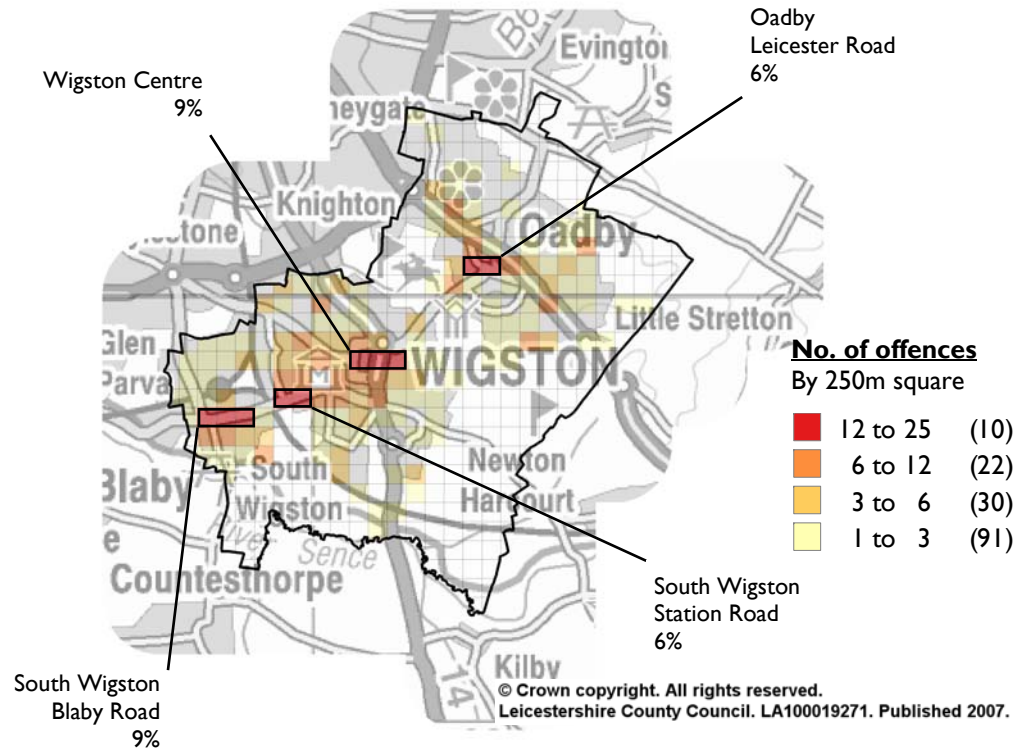 Oadby
Leicester Road
6%
Wigston Centre
9%
Evington
Knighton
Oadby
Little Stretton
WIGSTON
Glen
Parva
No. of offences
By 250m square
12 to 25 (10)
6 to 12 (22)
3 to 6 (30)
1 to 3 (91)
M
South
Wigston
Newton
Harcourt
Blaby
Sence
Countesthorpe
South Wigston
Station Road
6%
Kilby
14
South Wigston
Blaby Road
9%
© Crown copyright. All rights reserved.
Leicestershire County Council. LA100019271. Published 2007.